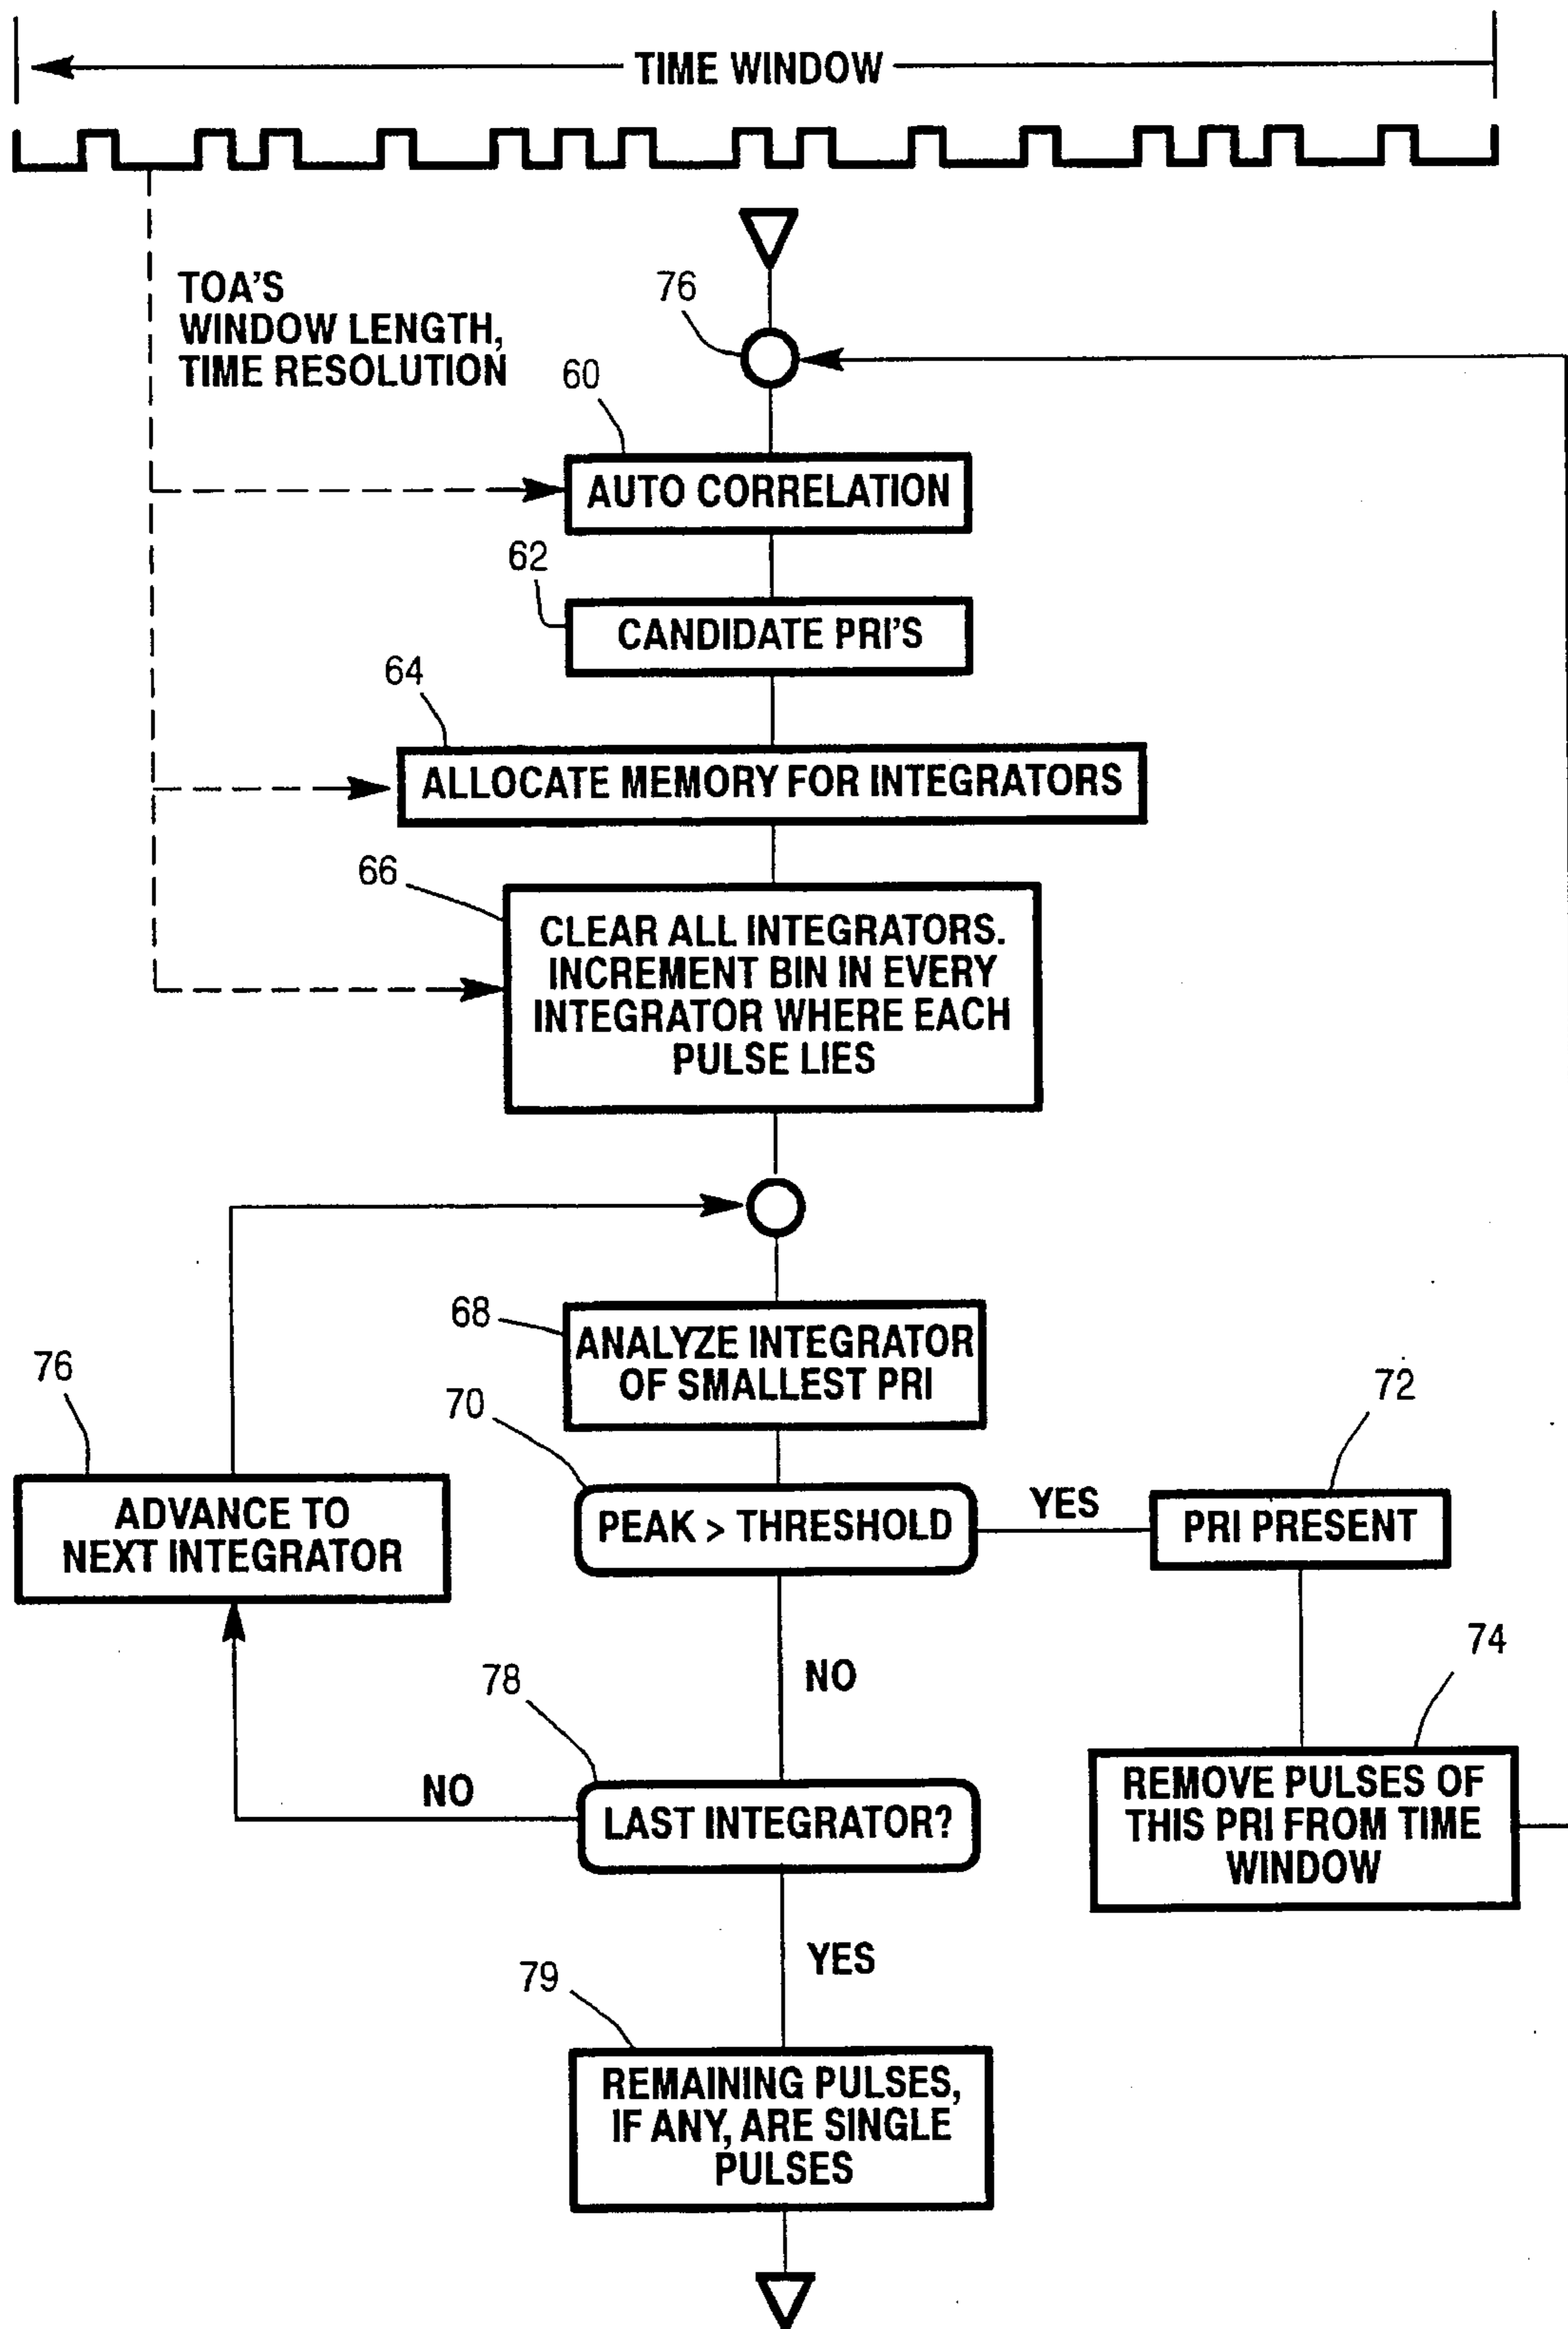 TIME WINDOW
TOA'S
WINDOW LENGTH,
TIME RESOLUTION
76
60
AUTO CORRELATION
62
CANDIDATE PRI'S
64
ALLOCATE MEMORY FOR INTEGRATORS
66
CLEAR ALL INTEGRATORS.
INCREMENT BIN IN EVERY
INTEGRATOR WHERE EACH
PULSE LIES
68
ANALYZE INTEGRATOR
OF SMALLEST PRI
76
ADVANCE TO
NEXT INTEGRATOR
70
PEAK > THRESHOLD
YES
72
PRI PRESENT
NO
74
REMOVE PULSES OF
THIS PRI FROM TIME
WINDOW
78
NO
LAST INTEGRATOR?
YES
79
REMAINING PULSES,
IF ANY, ARE SINGLE
PULSES